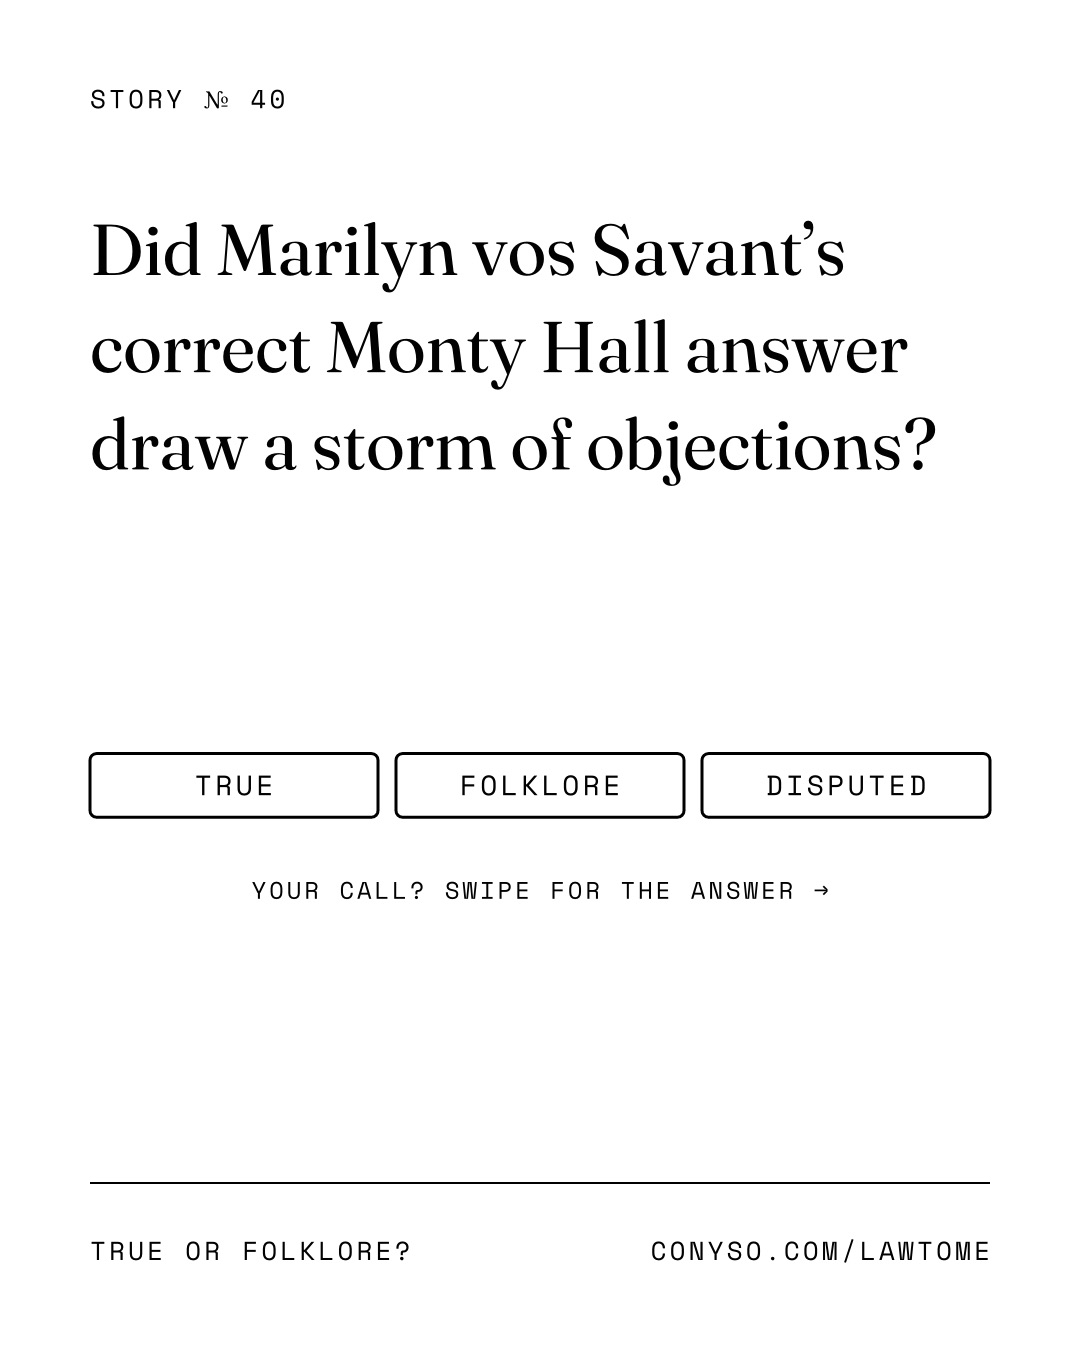 STORY № 40
Did Marilyn vos Savant’s
correct Monty Hall answer
draw a storm of objections?
TRUE FOLKLORE DISPUTED
YOUR CALL? SWIPE FOR THE ANSWER →
TRUE OR FOLKLORE? CONYSO.COM/LAWTOME